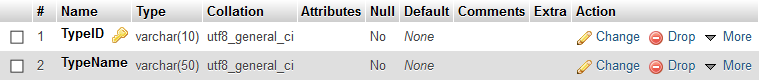 # Name Type Collation Attributes Null Default Comments Extra Action
1 TypeID varchar(10) utf8_general_ci No None Change Drop More
2 TypeName varchar(50) utf8_general_ci No None Change Drop More